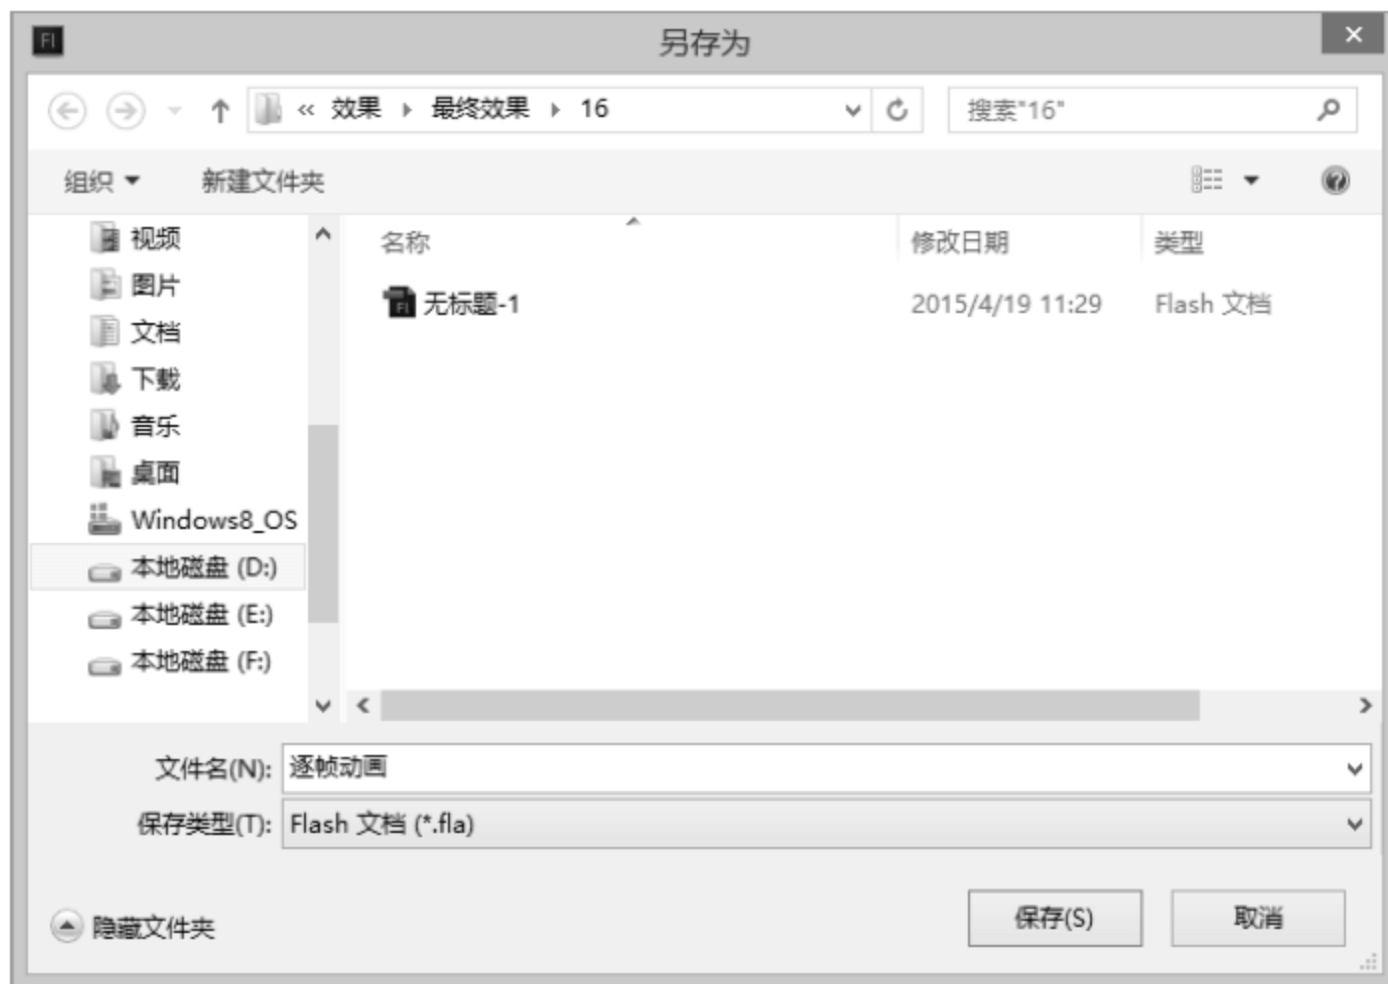 Fl
另存为
« 效果 ▸ 最终效果 ▸ 16
搜索"16"
组织
新建文件夹
视频
图片
文档
下载
音乐
桌面
Windows8_OS
本地磁盘 (D:)
本地磁盘 (E:)
本地磁盘 (F:)
名称 修改日期 类型
无标题-1 2015/4/19 11:29 Flash 文档
文件名(N): 逐帧动画
保存类型(T): Flash 文档 (*.fla)
隐藏文件夹
保存(S) 取消